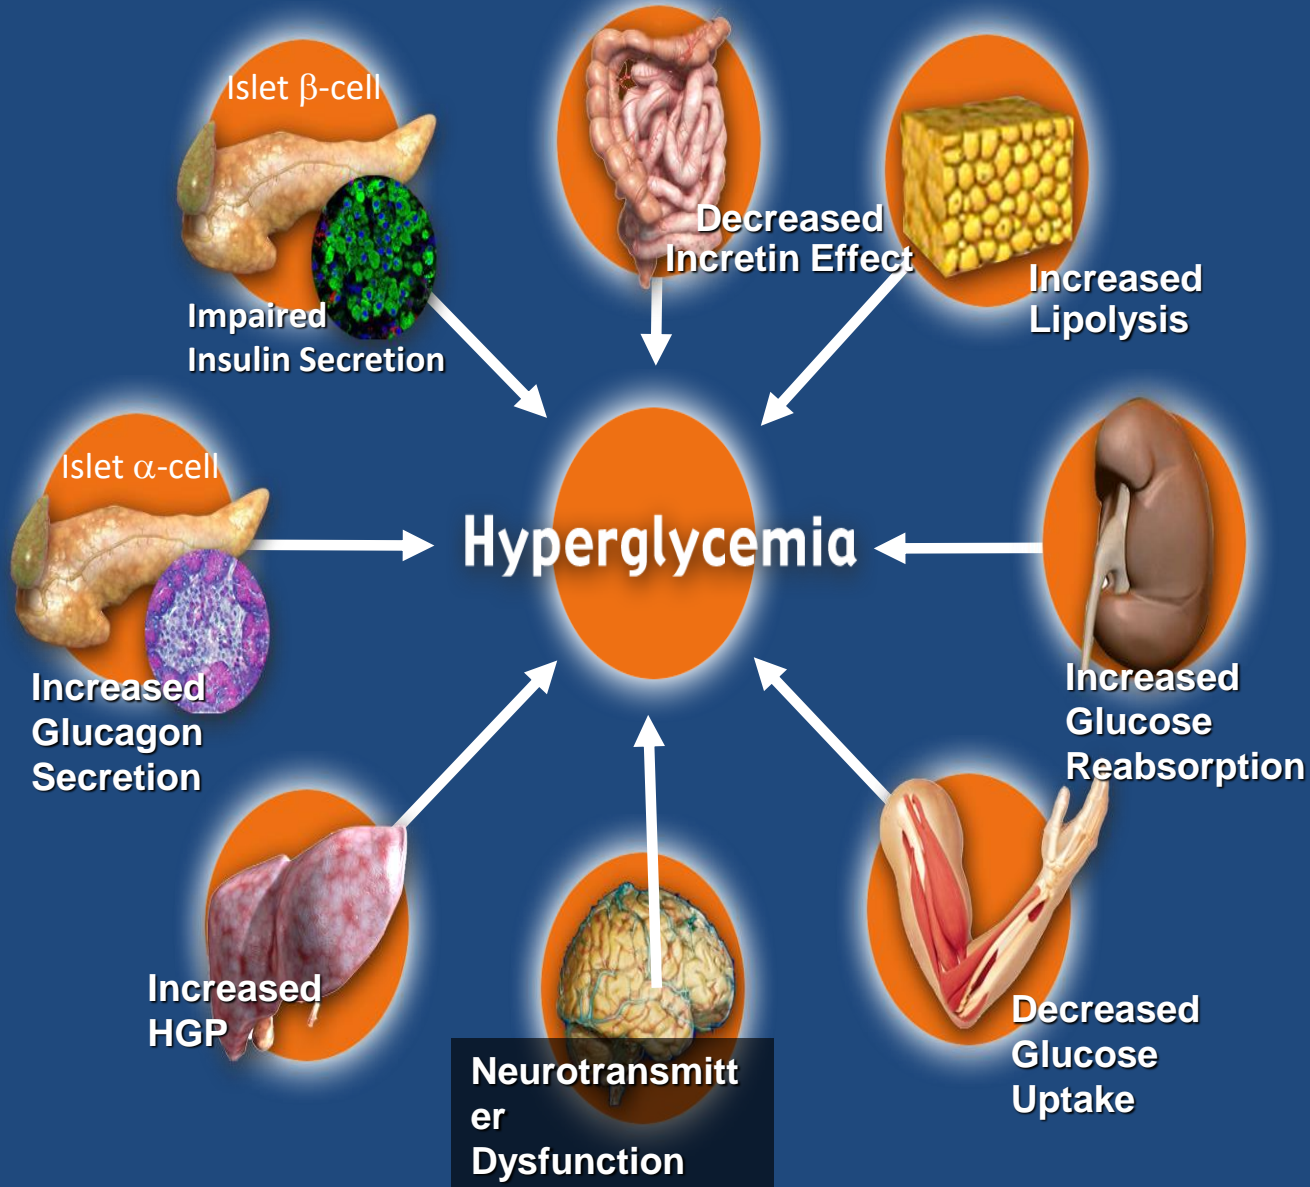 Islet β-cell
Impaired
Insulin Secretion
Decreased
Incretin Effect
Increased
Lipolysis
Islet α-cell
Increased
Glucagon
Secretion
Hyperglycemia
Increased
Glucose
Reabsorption
Increased
HGP
Neurotransmitt
er
Dysfunction
Decreased
Glucose
Uptake